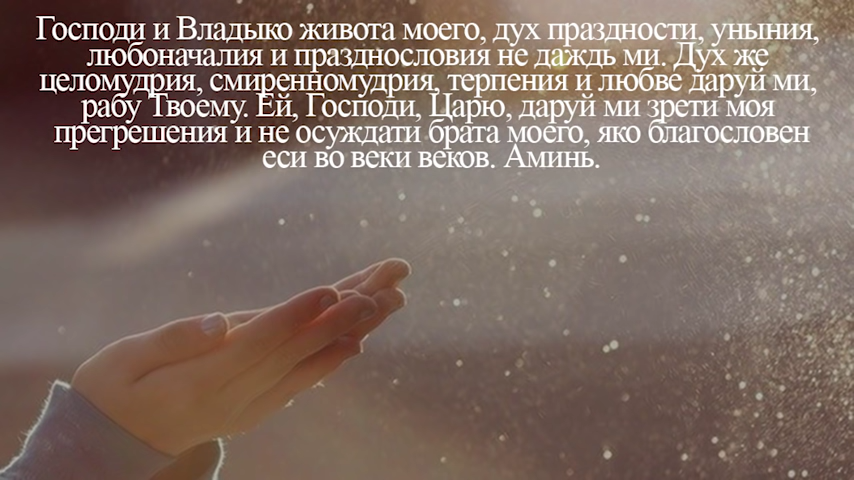 Господи и Владыко живота моего, дух праздности, уныния,
любоначалия и празднословия не даждь ми. Дух же
целомудрия, смиренномудрия, терпения и любве даруй ми,
рабу Твоему. Ей, Господи, Царю, даруй ми зрети моя
прегрешения и не осуждати брата моего, яко благословен
еси во веки веков. Аминь.